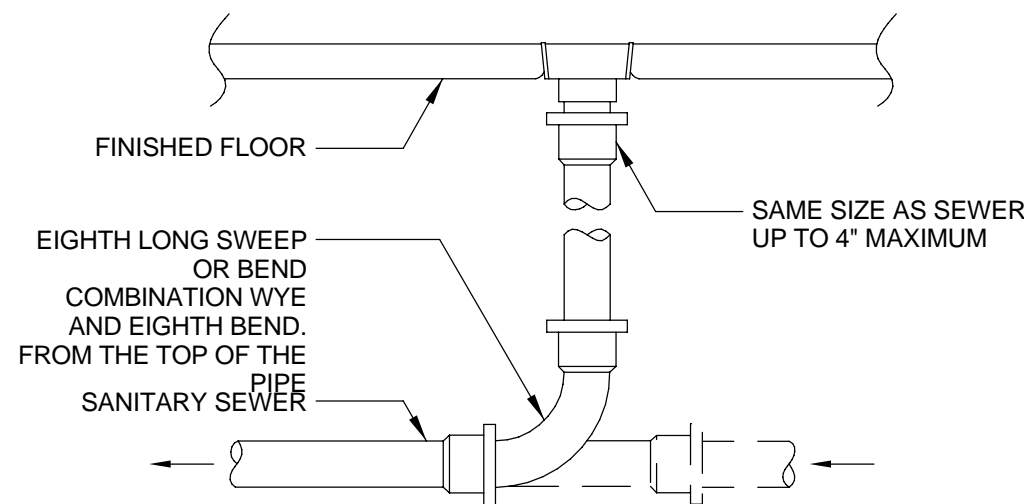 FINISHED FLOOR
SAME SIZE AS SEWER
UP TO 4" MAXIMUM
EIGHTH LONG SWEEP
OR BEND
COMBINATION WYE
AND EIGHTH BEND.
FROM THE TOP OF THE
PIPE
SANITARY SEWER